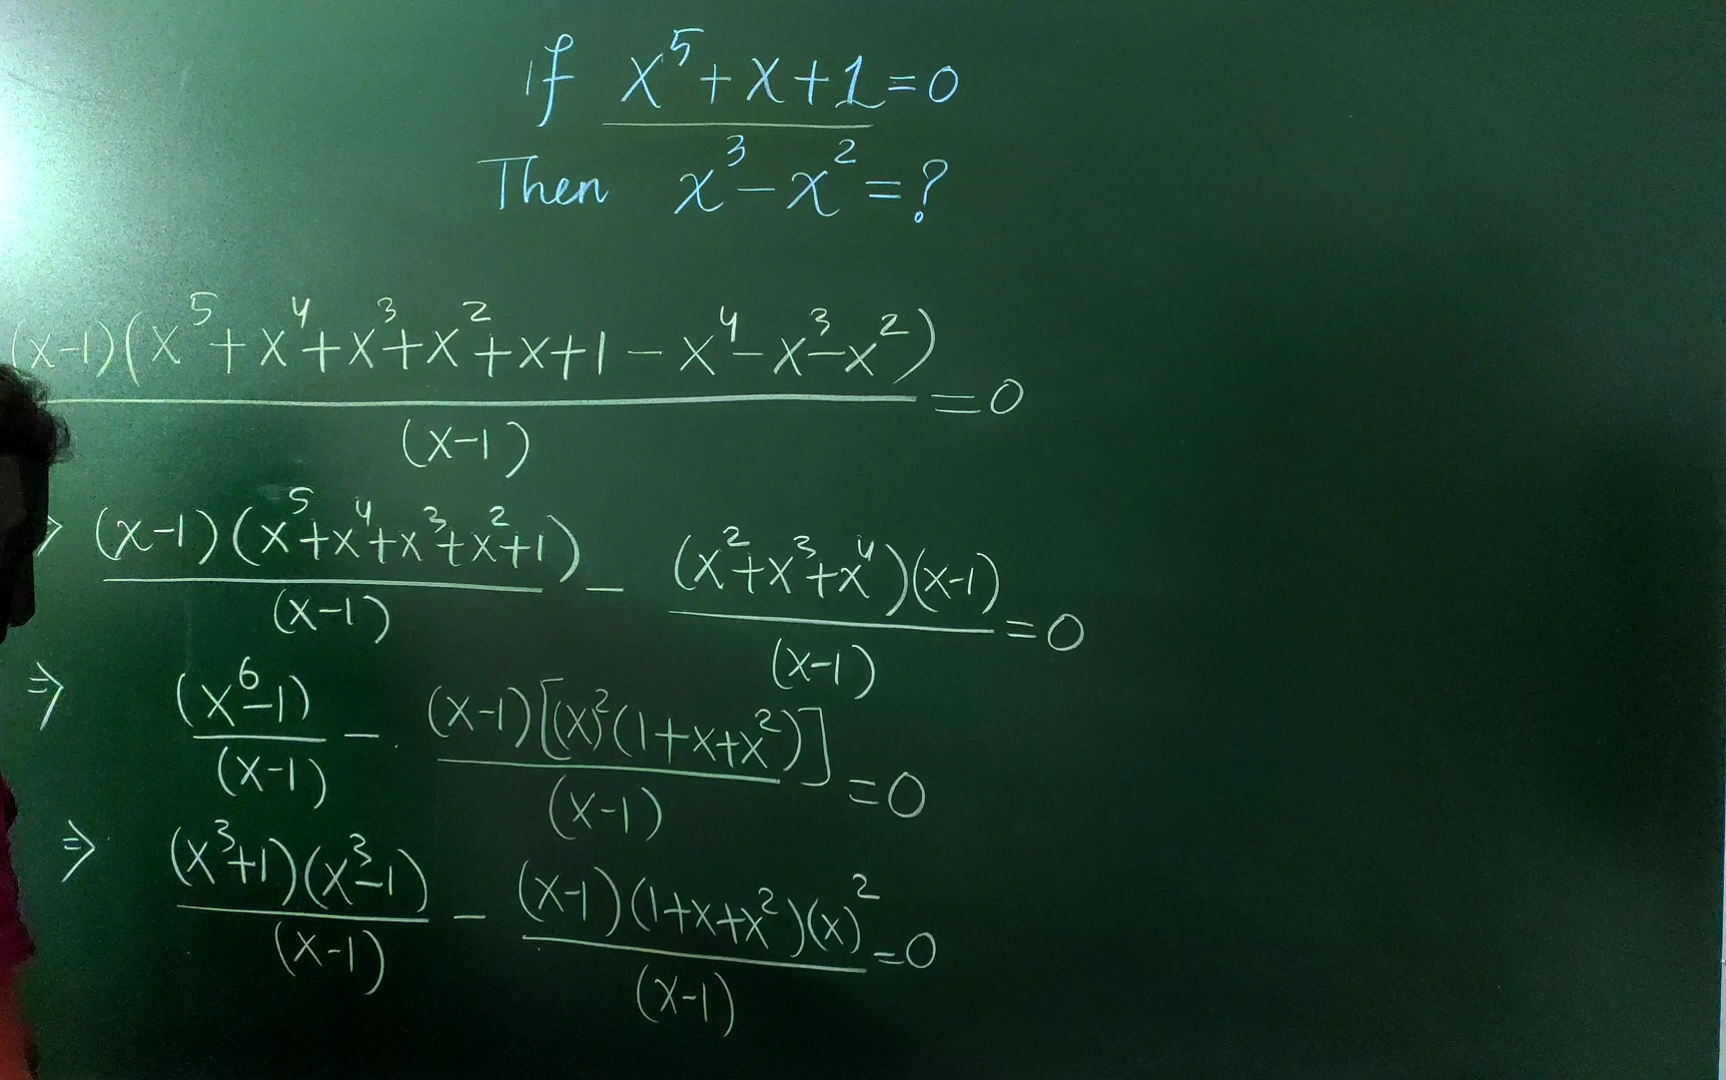 If x⁵+x+1=0
Then x³-x²=?
(x-1)(x⁵+x⁴+x³+x²+x+1-x⁴-x³-x²)
=0
(x-1)
⇒ (x-1)(x⁵+x⁴+x³+x²+1) - (x²+x³+x⁴)(x-1) =0
(x-1) (x-1)
⇒ (x⁶-1) - (x-1)[(x)²(1+x+x²)] =0
(x-1) (x-1)
⇒ (x³+1)(x³-1) - (x-1)(1+x+x²)(x)² =0
(x-1) (x-1)